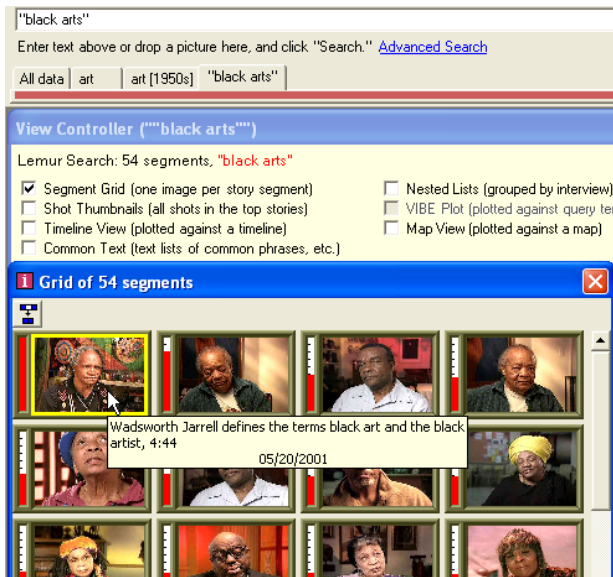 "black arts"
Enter text above or drop a picture here, and click "Search." Advanced Search
All data art art [1950s] "black arts"
View Controller (""black arts"")
Lemur Search: 54 segments, "black arts"
Segment Grid (one image per story segment) Nested Lists (grouped by interview)
Shot Thumbnails (all shots in the top stories) VIBE Plot (plotted against query te
Timeline View (plotted against a timeline) Map View (plotted against a map)
Common Text (text lists of common phrases, etc.)
Grid of 54 segments
Wadsworth Jarrell defines the terms black art and the black
artist, 4:44
05/20/2001